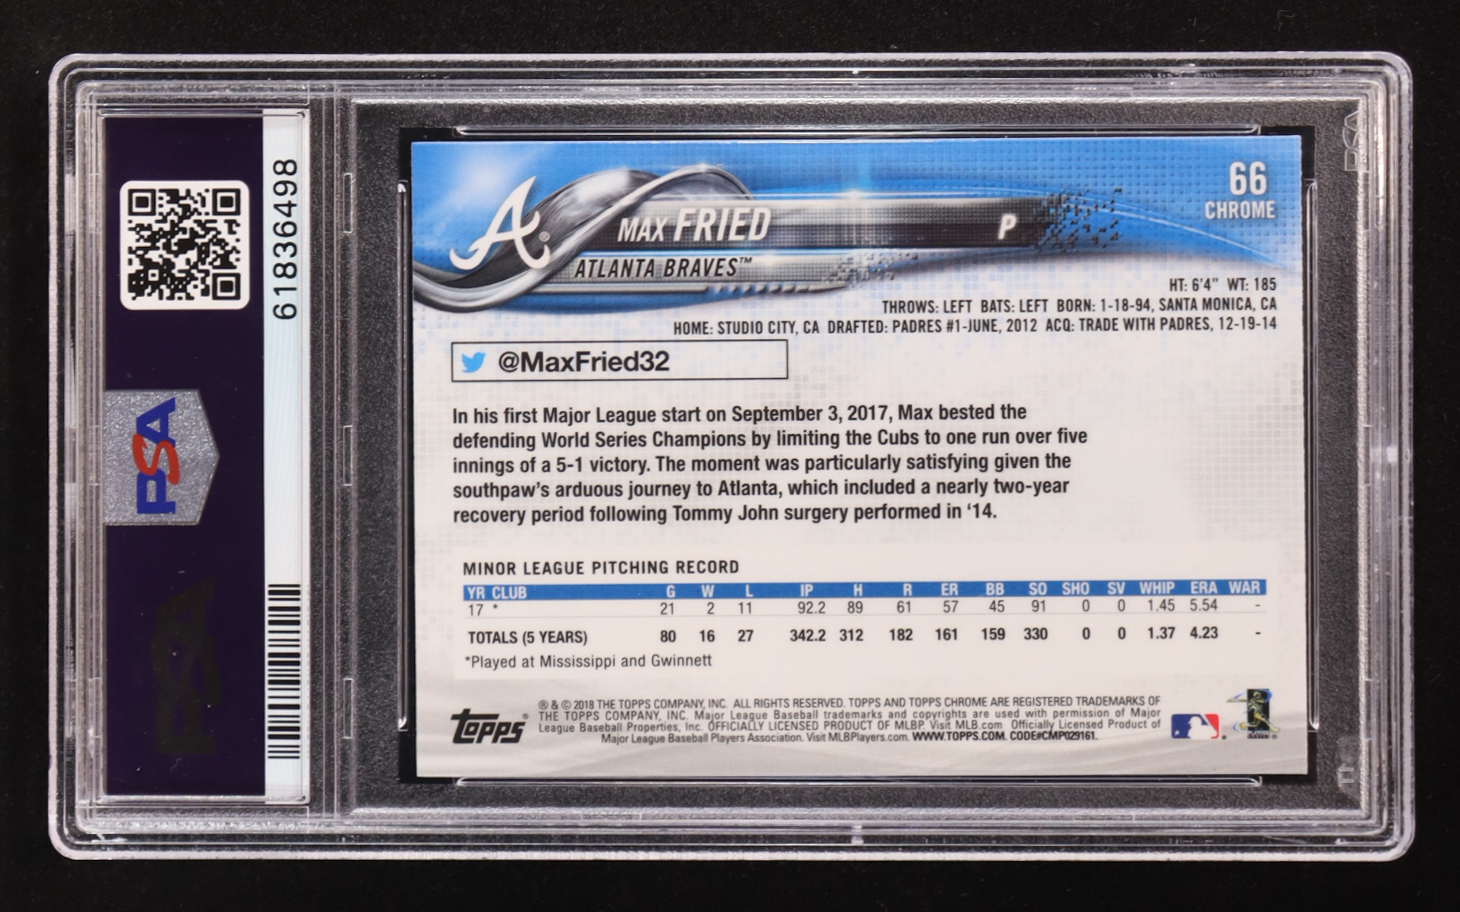 61836498
PSA
PSA
66
CHROME
MAX FRIED
P
ATLANTA BRAVES™
HT: 6'4" WT: 185
THROWS: LEFT BATS: LEFT BORN: 1-18-94, SANTA MONICA, CA
HOME: STUDIO CITY, CA DRAFTED: PADRES #1-JUNE, 2012 ACQ: TRADE WITH PADRES, 12-19-14
@MaxFried32
In his first Major League start on September 3, 2017, Max bested the
defending World Series Champions by limiting the Cubs to one run over five
innings of a 5-1 victory. The moment was particularly satisfying given the
southpaw's arduous journey to Atlanta, which included a nearly two-year
recovery period following Tommy John surgery performed in '14.
MINOR LEAGUE PITCHING RECORD
YR CLUB G W L IP H R ER BB SO SHO SV WHIP ERA WAR
17 * 21 2 11 92.2 89 61 57 45 91 0 0 1.45 5.54 -
TOTALS (5 YEARS) 80 16 27 342.2 312 182 161 159 330 0 0 1.37 4.23 -
*Played at Mississippi and Gwinnett
® & © 2018 THE TOPPS COMPANY, INC. ALL RIGHTS RESERVED. TOPPS AND TOPPS CHROME ARE REGISTERED TRADEMARKS OF
THE TOPPS COMPANY, INC. Major League Baseball trademarks and copyrights are used with permission of Major
League Baseball Properties, Inc. OFFICIALLY LICENSED PRODUCT OF MLBP. Visit MLB.com Officially Licensed Product of
Major League Baseball Players Association. Visit MLBPlayers.com. WWW.TOPPS.COM. CODE#CMP029161.
TOPPS®
PSA